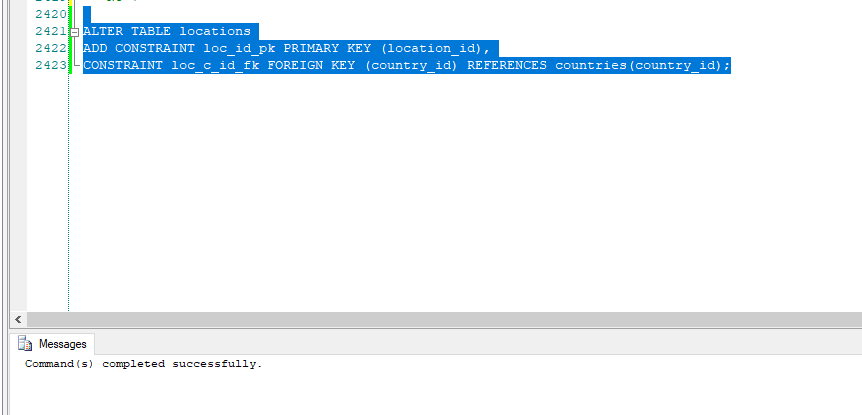 2420
2421 ALTER TABLE locations
2422 ADD CONSTRAINT loc_id_pk PRIMARY KEY (location_id),
2423 CONSTRAINT loc_c_id_fk FOREIGN KEY (country_id) REFERENCES countries(country_id);
Messages
Command(s) completed successfully.